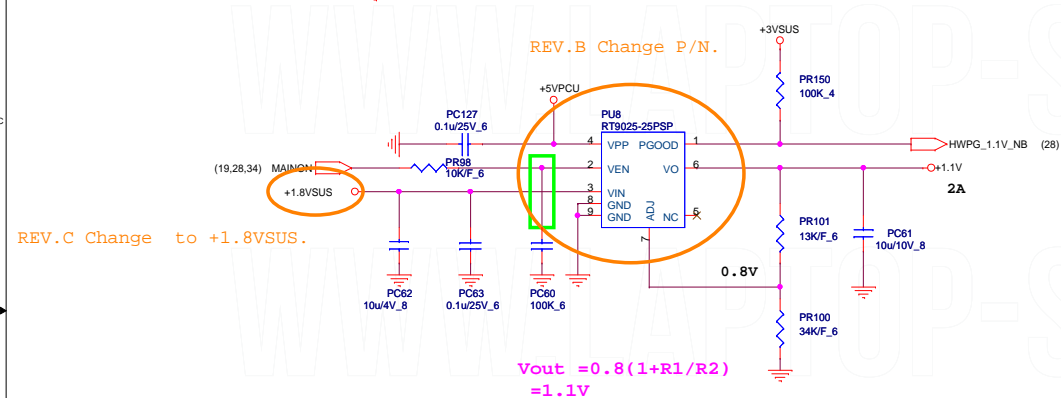 +3VSUS
REV.B Change P/N.
PR150
100K_4
+5VPCU
PC127
0.1u/25V_6
PU8
RT9025-25PSP
4 VPP PGOOD 1
HWPG_1.1V_NB (28)
(19,28,34) MAINON
PR98
10K/F_6
2 VEN VO 6
+1.1V
2A
+1.8VSUS
3 VIN
8 GND
9 GND
ADJ
NC 5
7
REV.C Change to +1.8VSUS.
PR101
13K/F_6
PC61
10u/10V_8
0.8V
PC62
10u/4V_8
PC63
0.1u/25V_6
PC60
100K_6
PR100
34K/F_6
Vout =0.8(1+R1/R2)
=1.1V
C
WWW.LAPTOP-S
WWW.LAPTOP-S